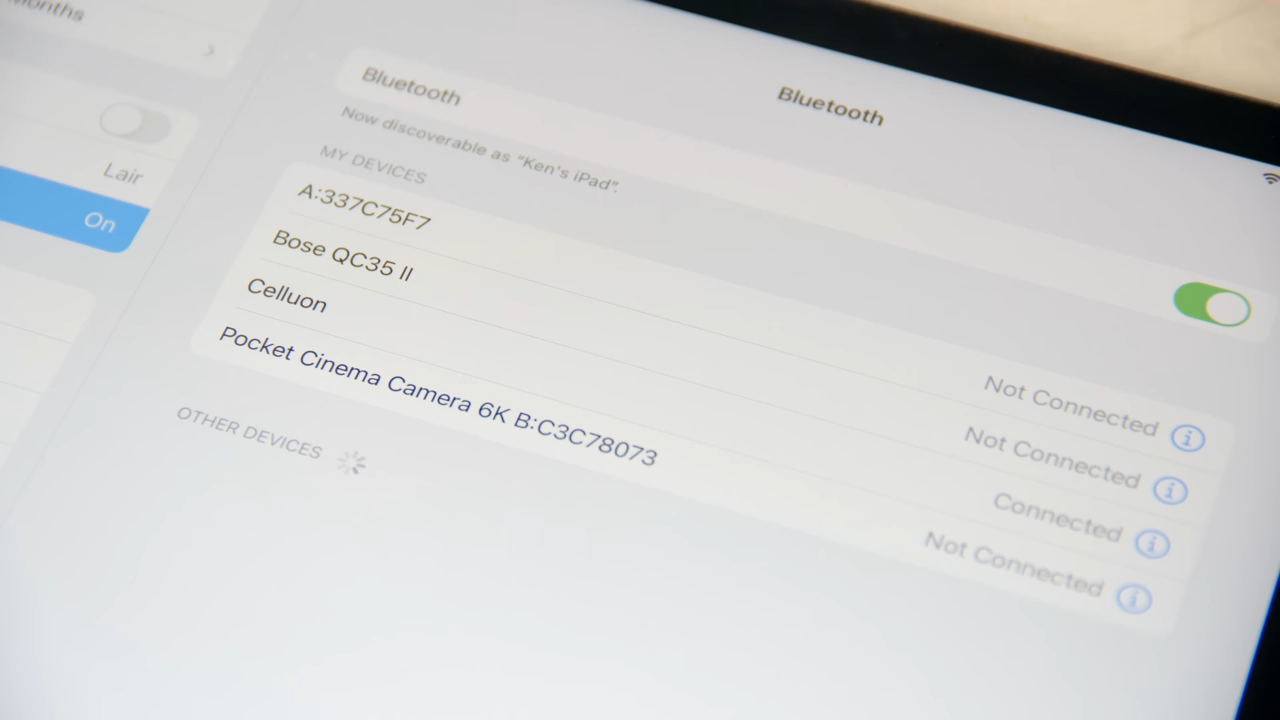 Months
Lair
On
Bluetooth
Bluetooth
Now discoverable as “Ken’s iPad”.
MY DEVICES
A:337C75F7 Not Connected
Bose QC35 II Not Connected
Celluon Connected
Pocket Cinema Camera 6K B:C3C78073 Not Connected
OTHER DEVICES